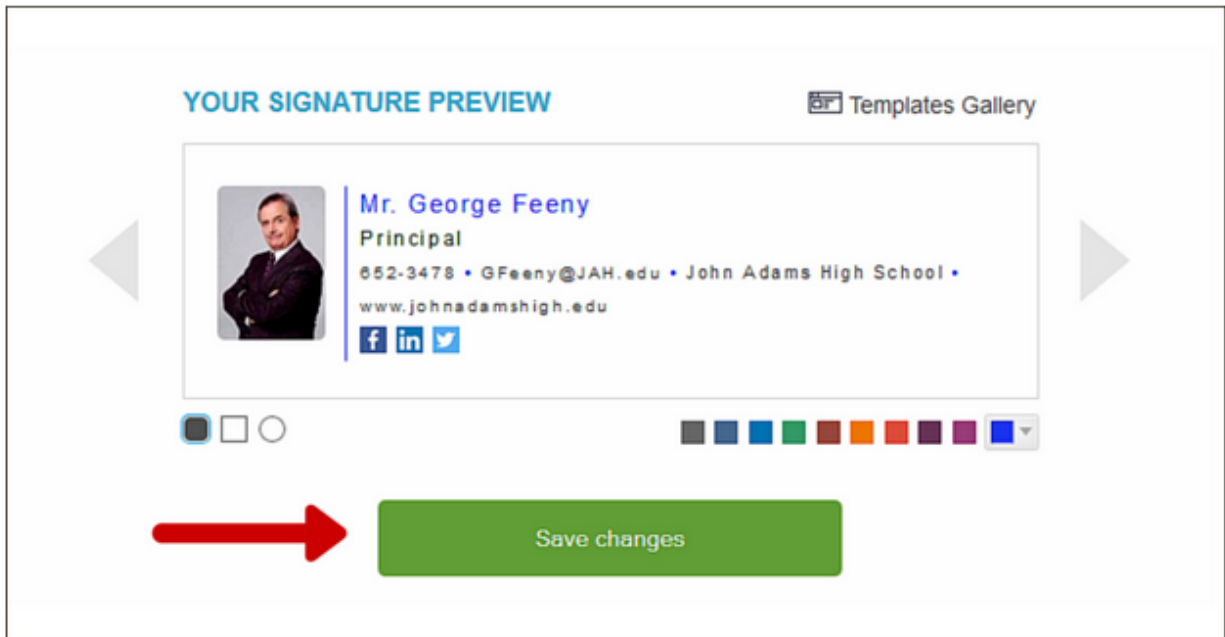 YOUR SIGNATURE PREVIEW
Templates Gallery
Mr. George Feeny
Principal
652-3478 • GFeeny@JAH.edu • John Adams High School •
www.johnadamshigh.edu
f in
Save changes